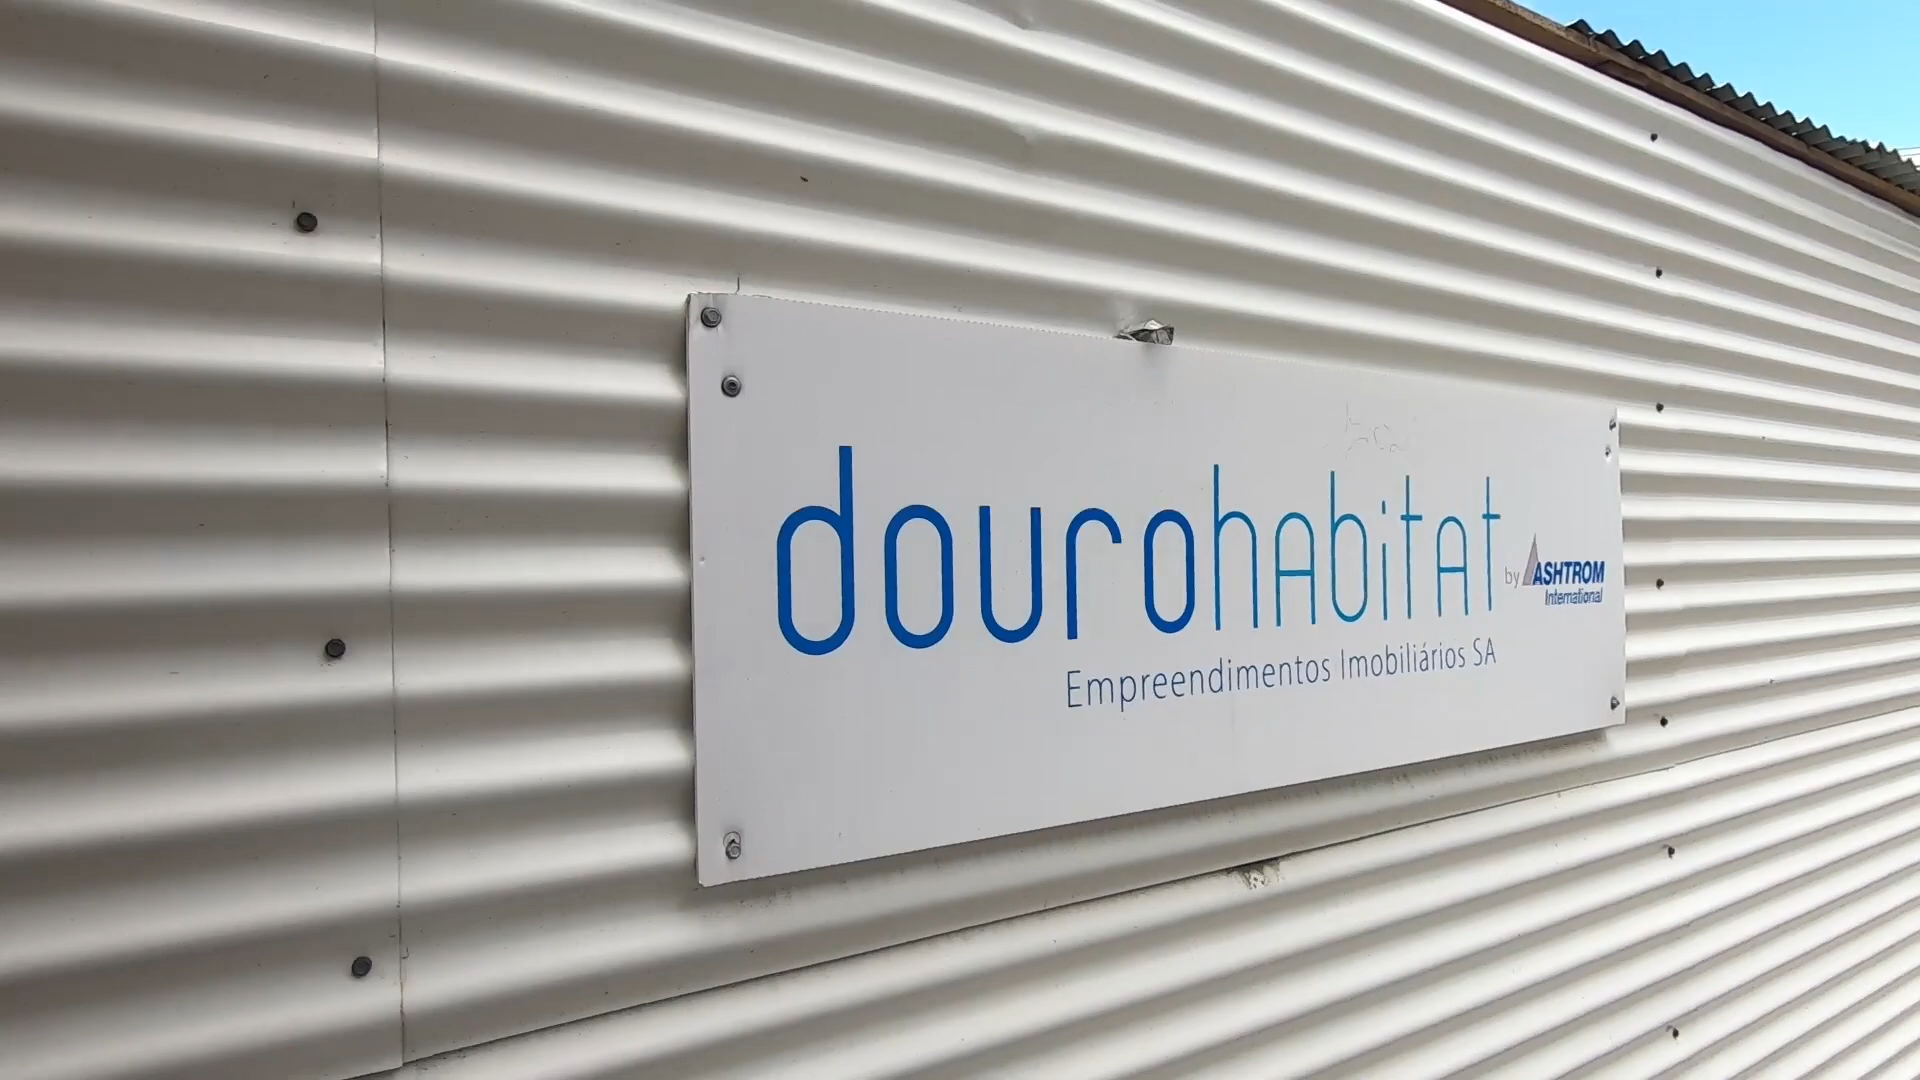 dourohabitat
by ASHTROM
International
Empreendimentos Imobiliários SA